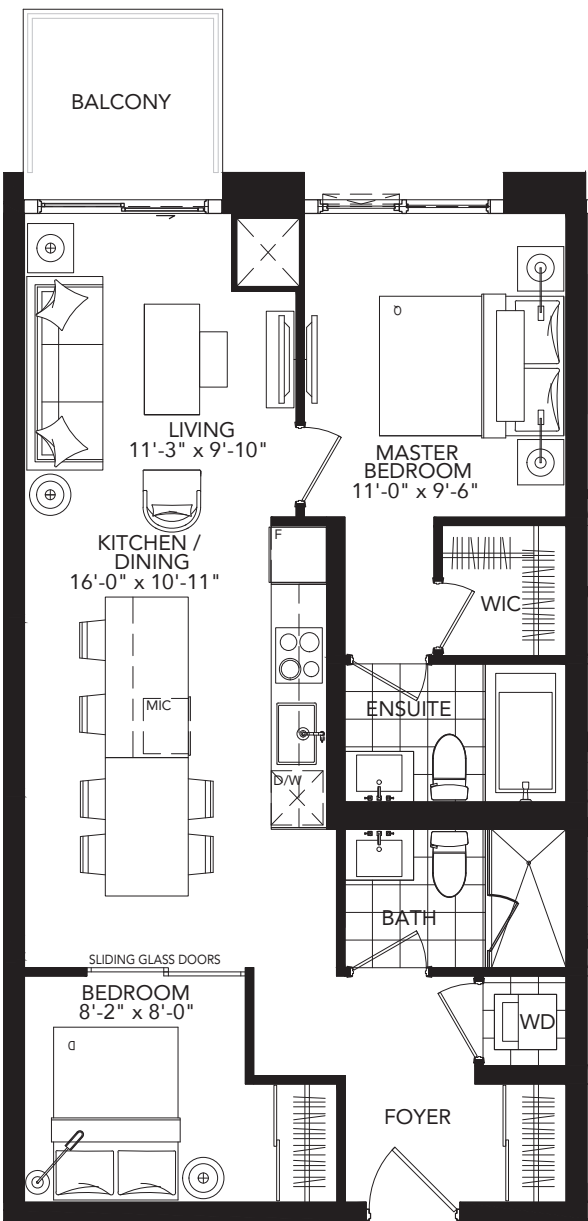 BALCONY
LIVING
11'-3" x 9'-10"
MASTER
BEDROOM
11'-0" x 9'-6"
KITCHEN /
DINING
16'-0" x 10'-11"
F
WIC
MIC
ENSUITE
D/W
BATH
SLIDING GLASS DOORS
BEDROOM
8'-2" x 8'-0"
WD
FOYER